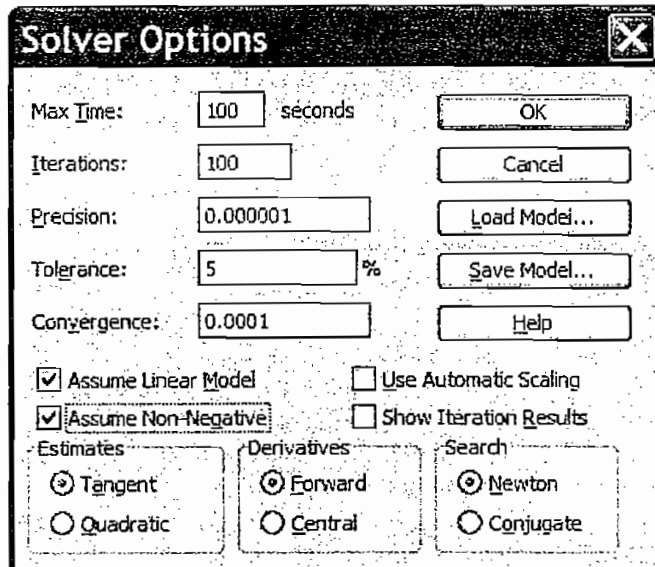 Solver Options
Max Time: 100 seconds OK
Iterations: 100 Cancel
Precision: 0.000001 Load Model...
Tolerance: 5 % Save Model...
Convergence: 0.0001 Help
Assume Linear Model Use Automatic Scaling
Assume Non-Negative Show Iteration Results
Estimates Derivatives Search
Tangent Forward Newton
Quadratic Central Conjugate